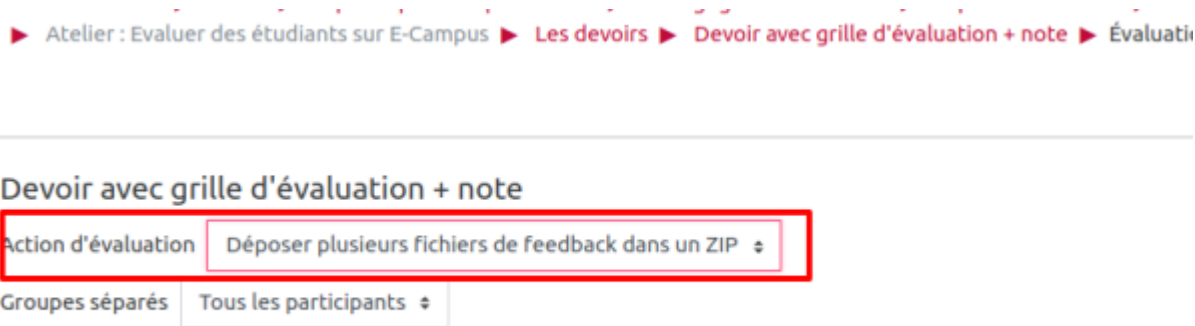 ▶ Atelier : Evaluer des étudiants sur E-Campus ▶ Les devoirs ▶ Devoir avec grille d'évaluation + note ▶
Devoir avec grille d'évaluation + note
Action d'évaluation Déposer plusieurs fichiers de feedback dans un ZIP
Groupes séparés Tous les participants